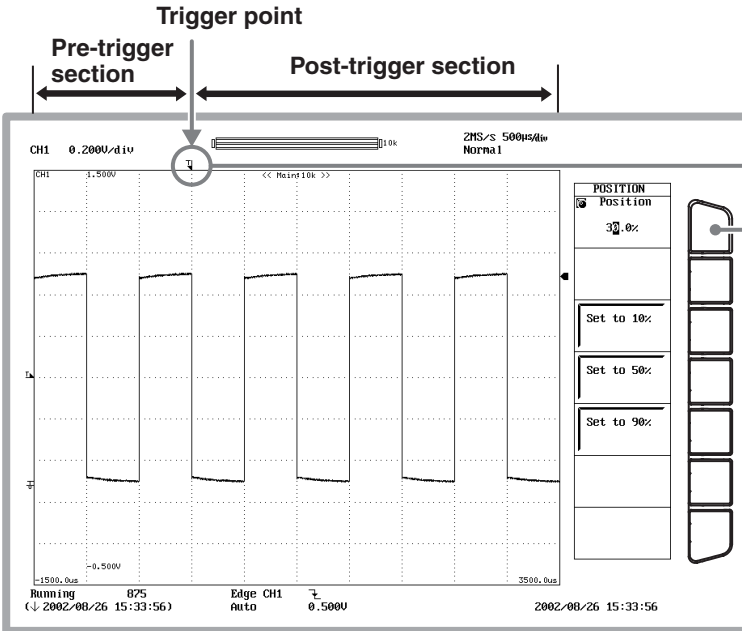 Trigger point
Pre-trigger
section
Post-trigger section
CH1 0.200V/div
10k
2MS/s 500µs/div
Normal
CH1 1.500V
<< Main:10k >>
POSITION
Position
30.0%
Set to 10%
Set to 50%
Set to 90%
-0.500V
-1500.0us
3500.0us
Running 875
Edge CH1
(↓2002/08/26 15:33:56)
Auto 0.500V
2002/08/26 15:33:56